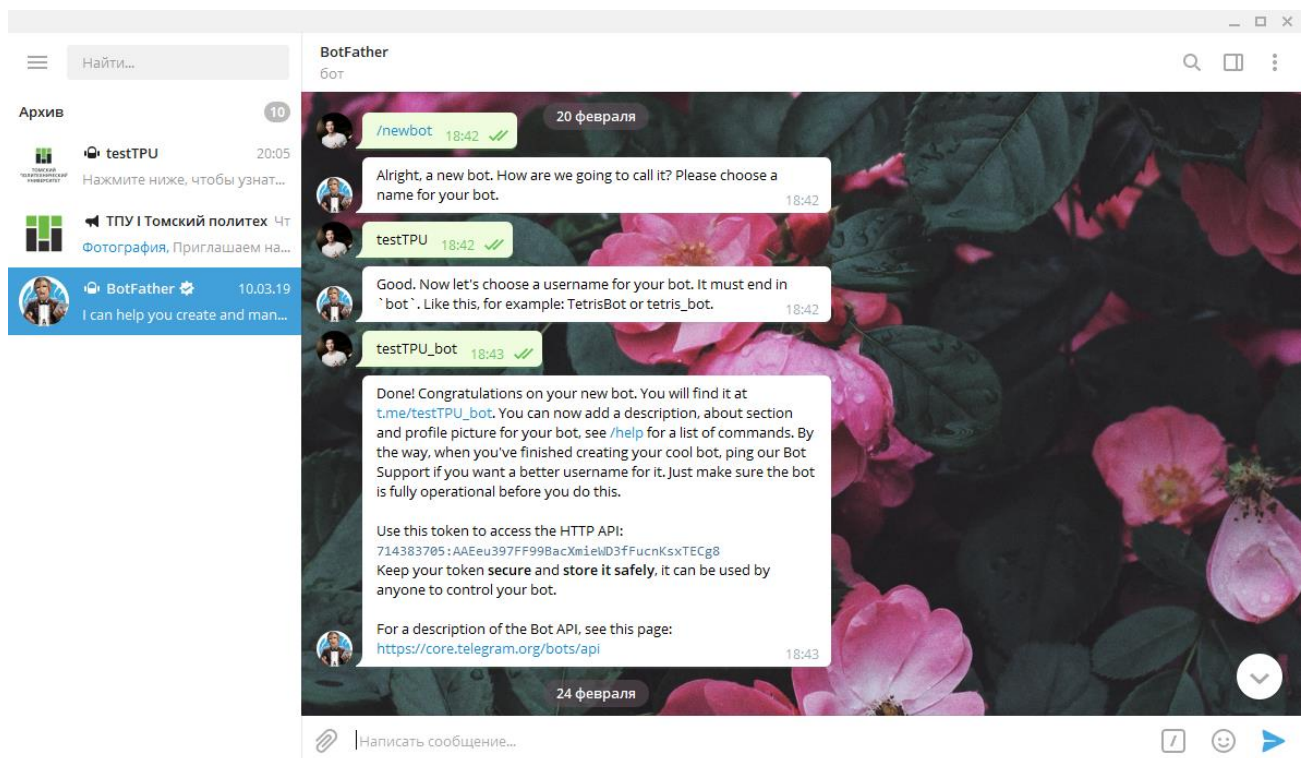 Найти...
Архив 10
testTPU 20:05
Нажмите ниже, чтобы узнат...
ТПУ I Томский политех Чт
Фотография, Приглашаем на...
BotFather 10.03.19
I can help you create and man...
BotFather
бот
20 февраля
/newbot 18:42
Alright, a new bot. How are we going to call it? Please choose a
name for your bot. 18:42
testTPU 18:42
Good. Now let's choose a username for your bot. It must end in
`bot`. Like this, for example: TetrisBot or tetris_bot. 18:42
testTPU_bot 18:43
Done! Congratulations on your new bot. You will find it at
t.me/testTPU_bot. You can now add a description, about section
and profile picture for your bot, see /help for a list of commands. By
the way, when you've finished creating your cool bot, ping our Bot
Support if you want a better username for it. Just make sure the bot
is fully operational before you do this.
Use this token to access the HTTP API:
714383705:AAEeu397FF99BacXmieWD3fFucnKsxTECg8
Keep your token secure and store it safely, it can be used by
anyone to control your bot.
For a description of the Bot API, see this page:
https://core.telegram.org/bots/api 18:43
24 февраля
Написать сообщение...